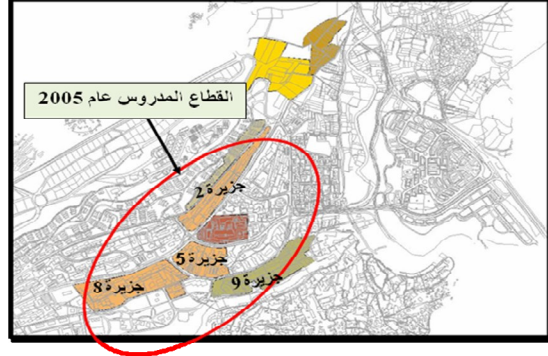 القطاع المدروس عام 2005
جزيرة 2
جزيرة 5
جزيرة 8
جزيرة 9